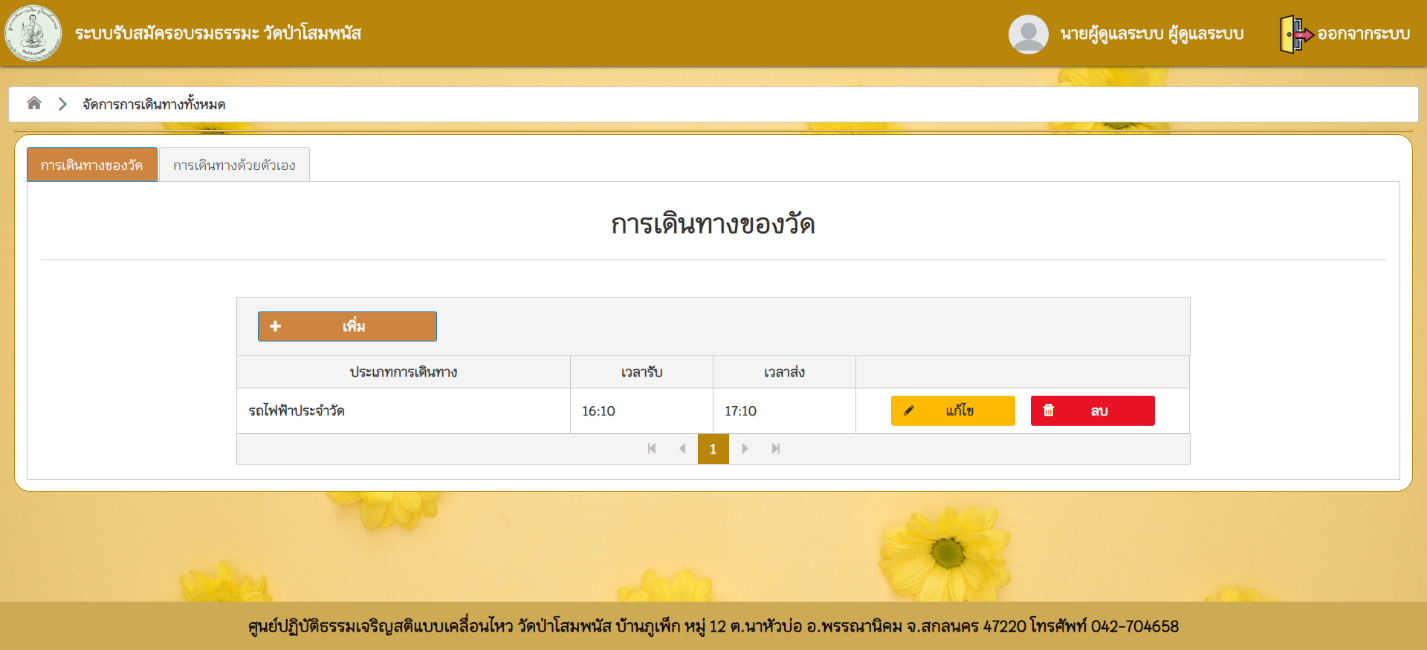 ระบบรับสมัครอบรมธรรมะ วัดป่าโสมพนัส
นายผู้ดูแลระบบ ผู้ดูแลระบบ
ออกจากระบบ
จัดการการเดินทางทั้งหมด
การเดินทางของวัด
การเดินทางด้วยตัวเอง
การเดินทางของวัด
เพิ่ม
ประเภทการเดินทาง เวลารับ เวลาส่ง
รถไฟฟ้าประจำวัด 16:10 17:10 แก้ไข ลบ
1
ศูนย์ปฏิบัติธรรมเจริญสติแบบเคลื่อนไหว วัดป่าโสมพนัส บ้านภูเพ็ก หมู่ 12 ต.นาหัวบ่อ อ.พรรณานิคม จ.สกลนคร 47220 โทรศัพท์ 042-704658